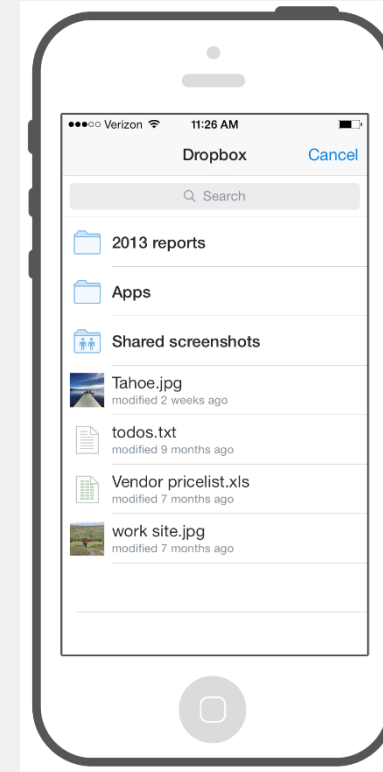 Verizon 11:26 AM
Dropbox Cancel
Search
2013 reports
Apps
Shared screenshots
Tahoe.jpg
modified 2 weeks ago
todos.txt
modified 9 months ago
Vendor pricelist.xls
modified 7 months ago
work site.jpg
modified 7 months ago